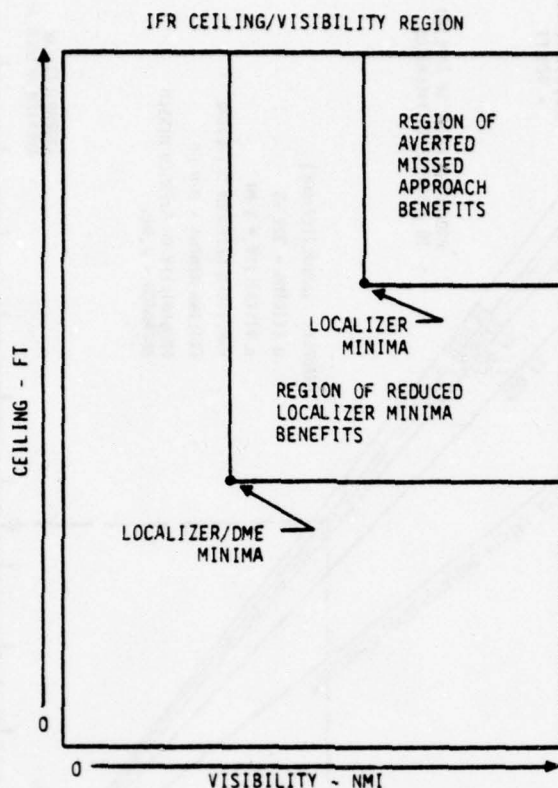 IFR CEILING/VISIBILITY REGION
REGION OF
AVERTED
MISSED
APPROACH
BENEFITS
LOCALIZER
MINIMA
REGION OF REDUCED
LOCALIZER MINIMA
BENEFITS
LOCALIZER/DME
MINIMA
CEILING - FT
0
0
VISIBILITY - NMI